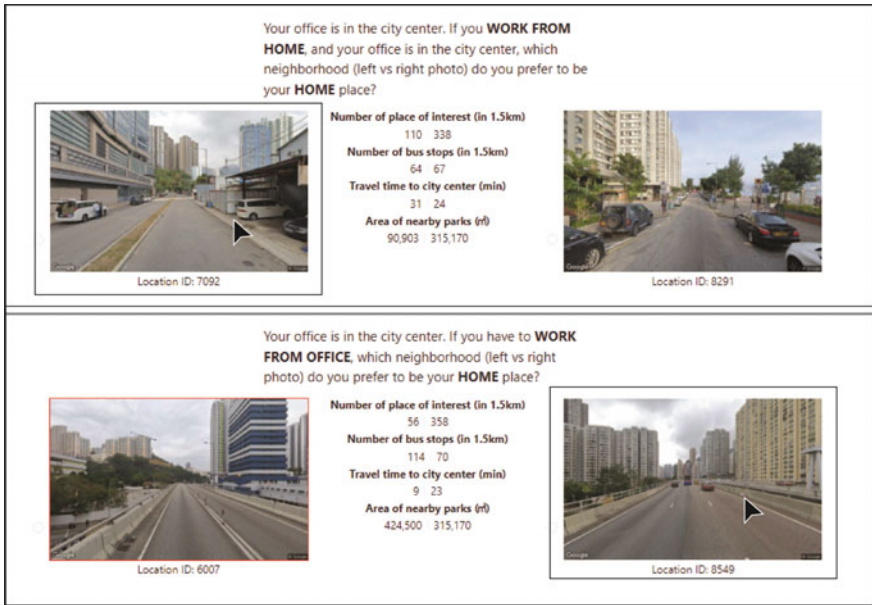 Your office is in the city center. If you WORK FROM
HOME, and your office is in the city center, which
neighborhood (left vs right photo) do you prefer to be
your HOME place?
Number of place of interest (in 1.5km)
110 338
Number of bus stops (in 1.5km)
64 67
Travel time to city center (min)
31 24
Area of nearby parks (㎡)
90,903 315,170
Google
© Google
Google
Location ID: 7092
Location ID: 8291
Your office is in the city center. If you have to WORK
FROM OFFICE, which neighborhood (left vs right
photo) do you prefer to be your HOME place?
Number of place of interest (in 1.5km)
56 358
Number of bus stops (in 1.5km)
114 70
Travel time to city center (min)
9 23
Area of nearby parks (㎡)
424,500 315,170
Google
© Google
Google
© Google
Location ID: 6007
Location ID: 8549